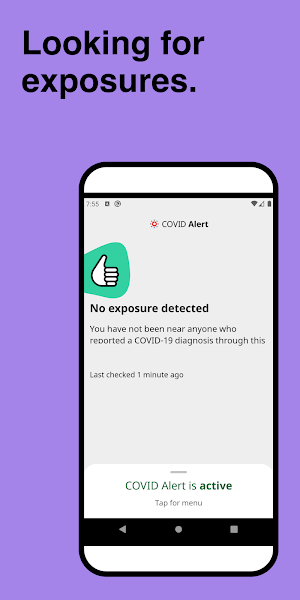 Looking for
exposures.
7:55
COVID Alert
No exposure detected
You have not been near anyone who
reported a COVID-19 diagnosis through this
Last checked 1 minute ago
COVID Alert is active
Tap for menu